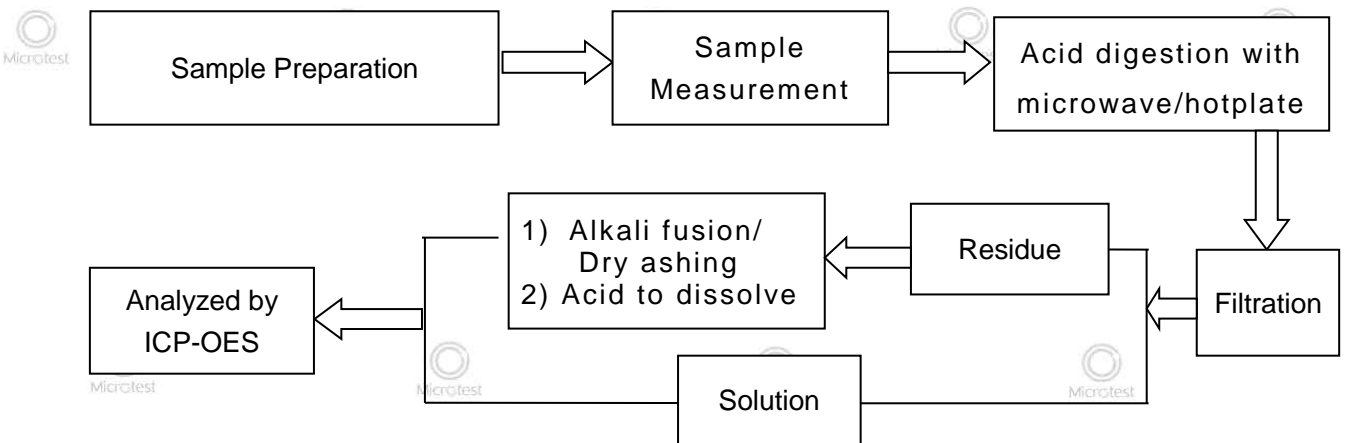 Microtest
Sample Preparation
Sample
Measurement
Acid digestion with
microwave/hotplate
1) Alkali fusion/
Dry ashing
2) Acid to dissolve
Residue
Filtration
Analyzed by
ICP-OES
Solution
Microtest
Microtest
Microtest